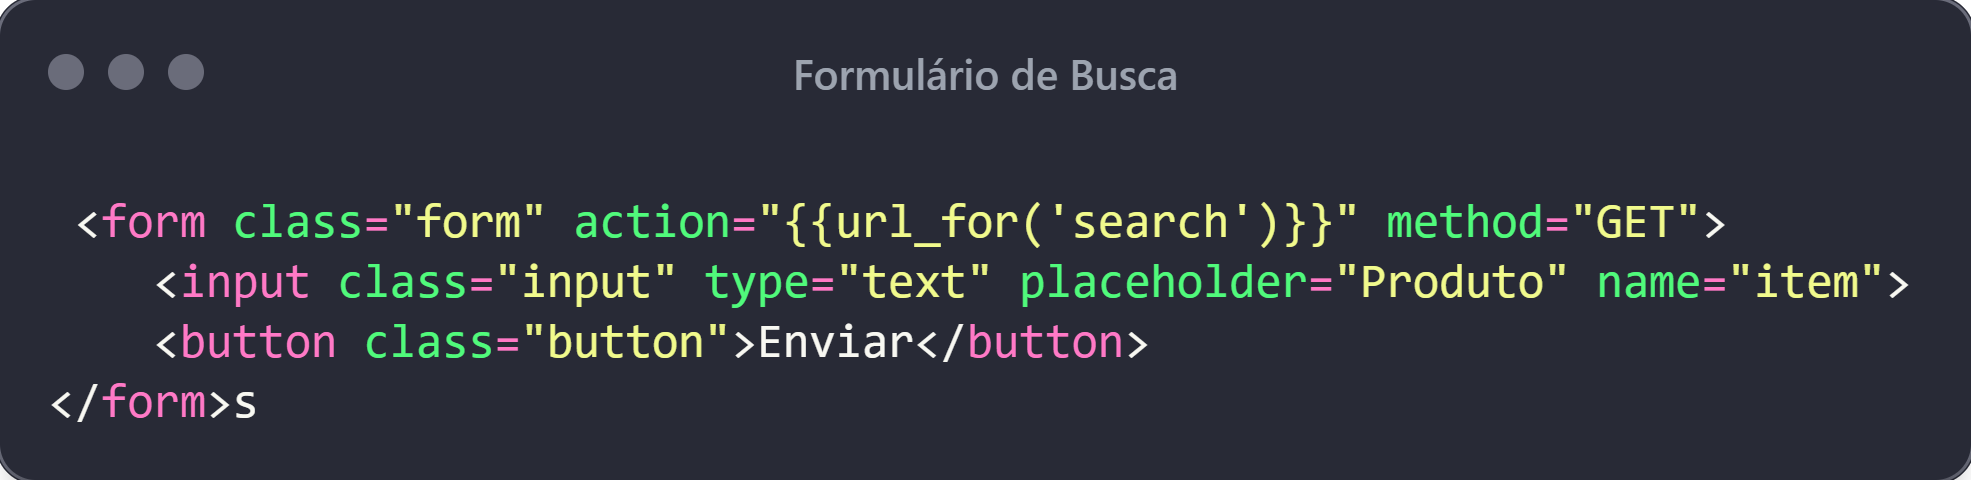 Formulário de Busca
<form class="form" action="{{url_for('search')}}" method="GET">
<input class="input" type="text" placeholder="Produto" name="item">
<button class="button">Enviar</button>
</form>s